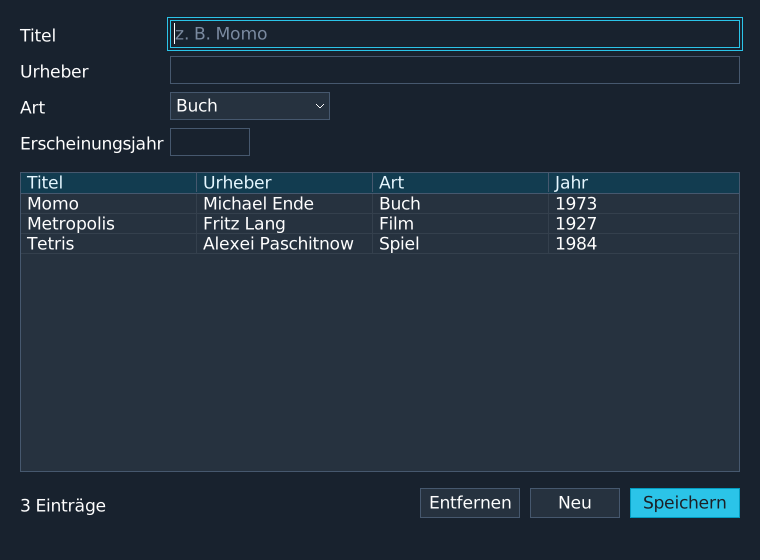 Titel z. B. Momo
Urheber
Art Buch
Erscheinungsjahr
Titel Urheber Art Jahr
Momo Michael Ende Buch 1973
Metropolis Fritz Lang Film 1927
Tetris Alexei Paschitnow Spiel 1984
3 Einträge Entfernen Neu Speichern